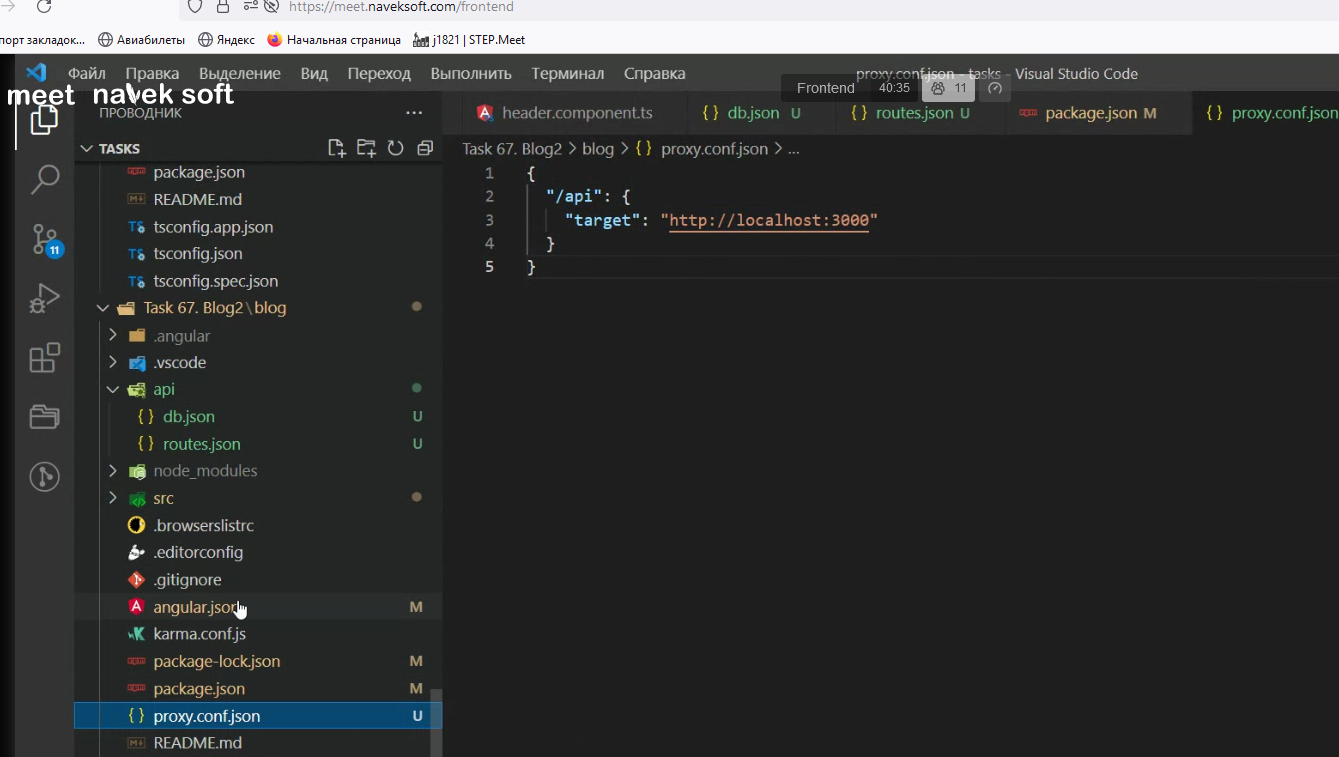 https://meet.naveksoft.com/frontend
порт закладок... Авиабилеты Яндекс Начальная страница j1821 | STEP.Meet
Файл Правка Выделение Вид Переход Выполнить Терминал Справка proxy.conf.json - tasks - Visual Studio Code
meet navek soft
Frontend 40:35 11
ПРОВОДНИК ...
header.component.ts {} db.json U {} routes.json U package.json M {} proxy.conf.json
TASKS
Task 67. Blog2 > blog > {} proxy.conf.json > ...
package.json
README.md
tsconfig.app.json
tsconfig.json
tsconfig.spec.json
Task 67. Blog2\blog
.angular
.vscode
api
{} db.json U
{} routes.json U
node_modules
src
.browserslistrc
.editorconfig
.gitignore
angular.json M
karma.conf.js
package-lock.json M
package.json M
{} proxy.conf.json U
README.md
11
1 {
2 "/api": {
3 "target": "http://localhost:3000"
4 }
5 }